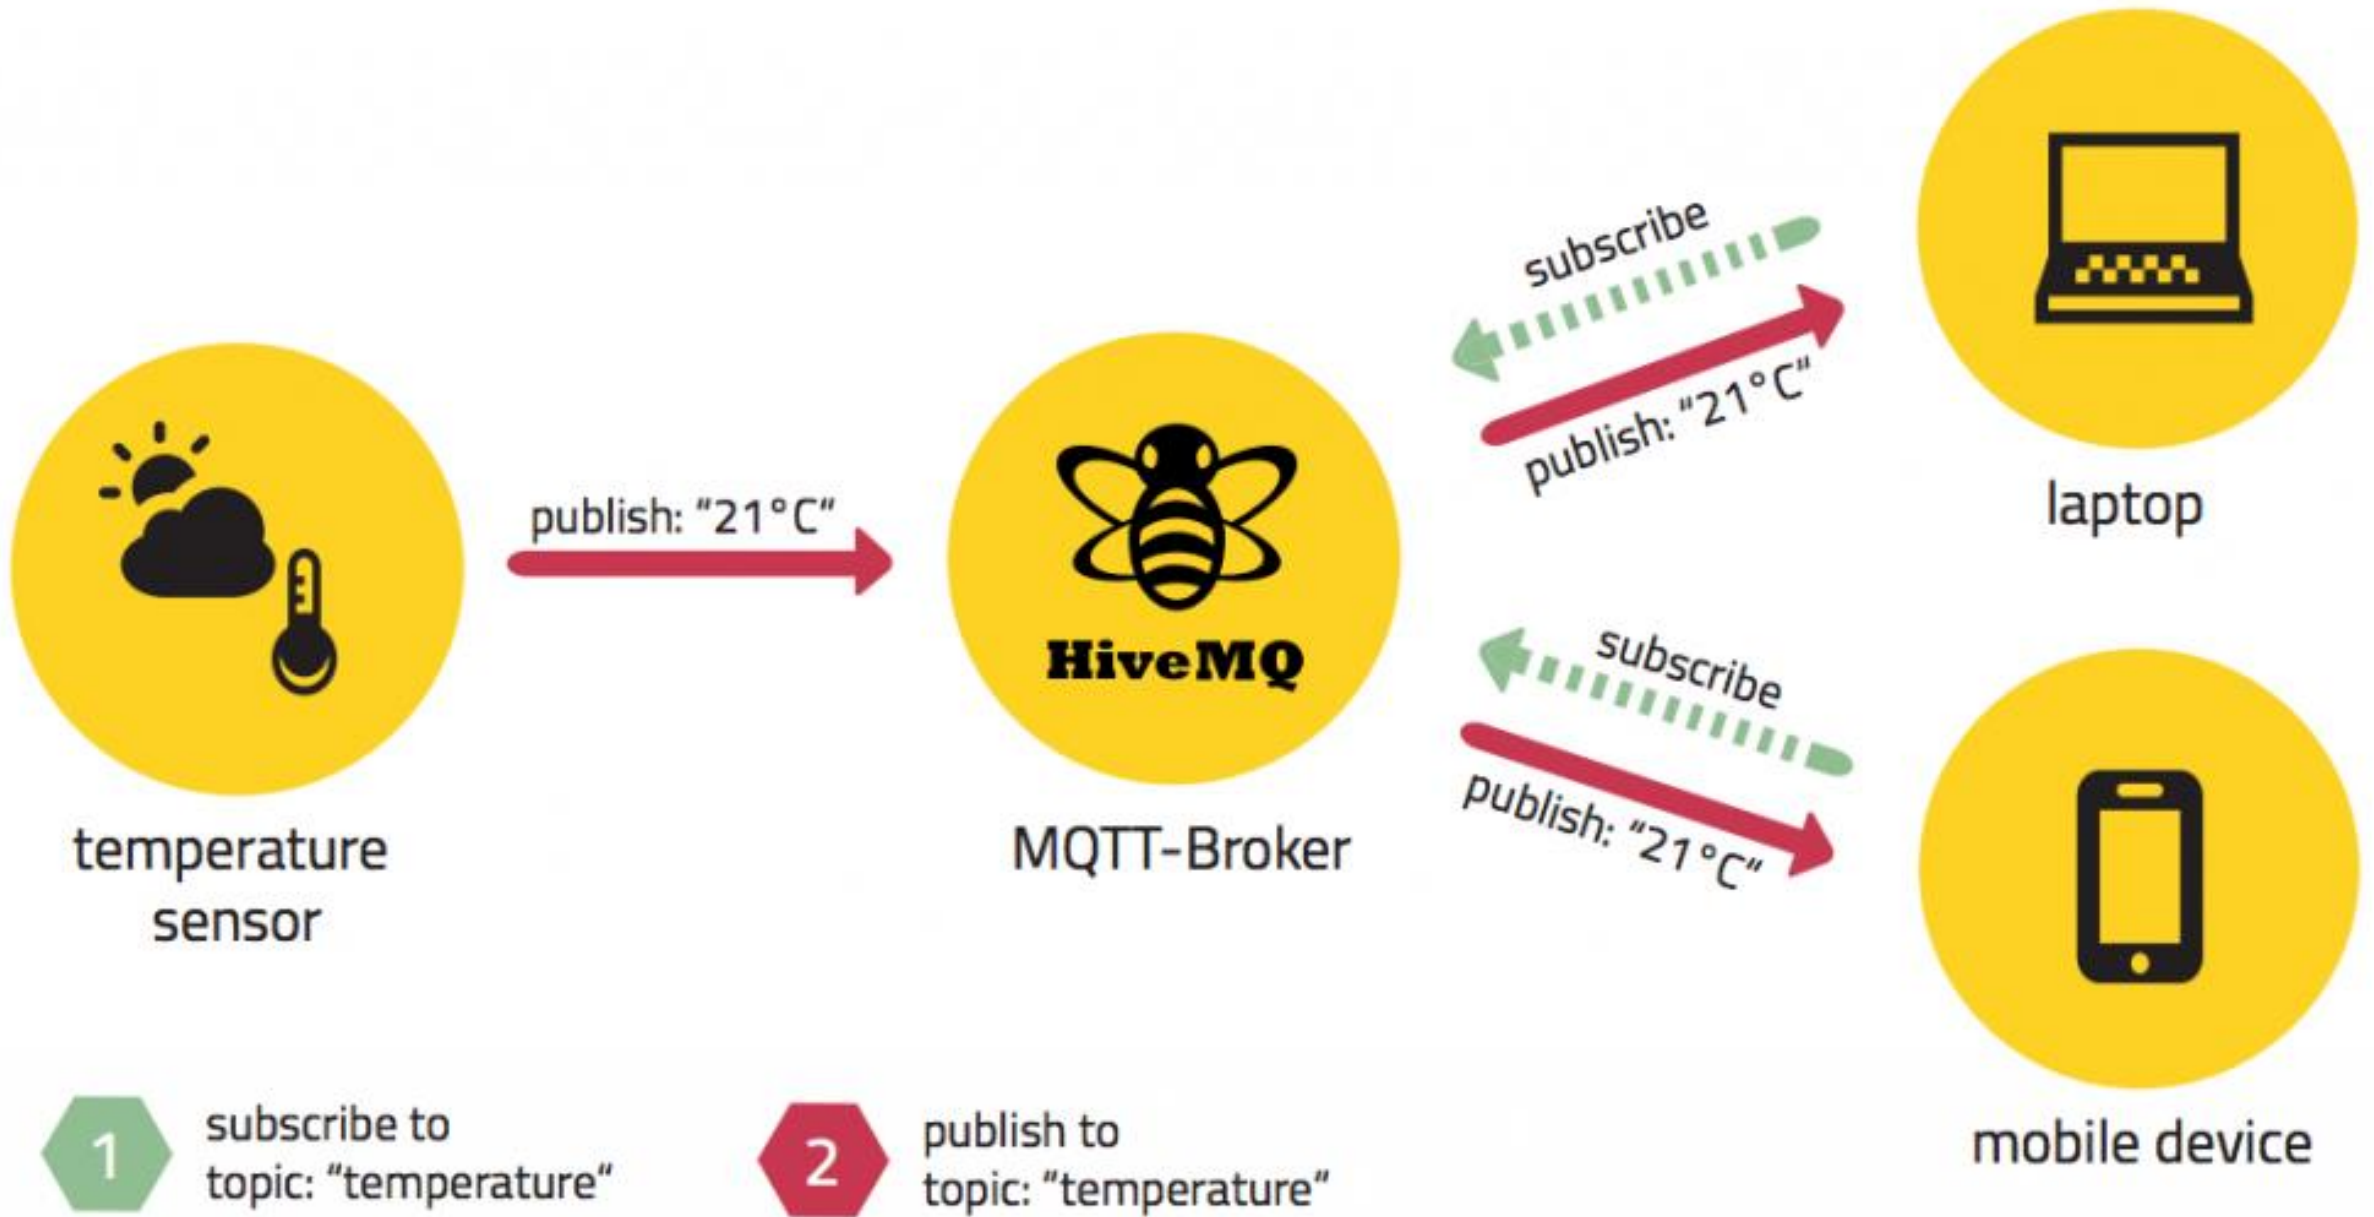 subscribe
publish: “21°C“
laptop
publish: “21°C“
HiveMQ
MQTT-Broker
temperature
sensor
subscribe
publish: “21°C“
mobile device
1
subscribe to
topic: “temperature“
2
publish to
topic: “temperature“